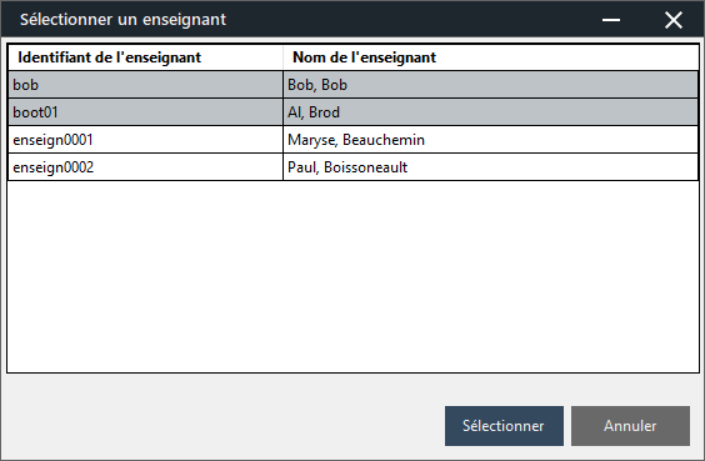 Sélectionner un enseignant
Identifiant de l'enseignant Nom de l'enseignant
bob Bob, Bob
boot01 Al, Brod
enseign0001 Maryse, Beauchemin
enseign0002 Paul, Boissoneault
Sélectionner Annuler